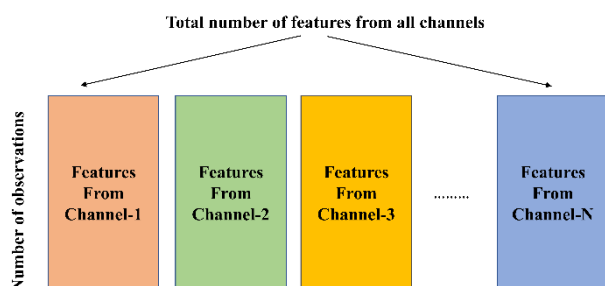 Total number of features from all channels
Number of observations
Features
From
Channel-1
Features
From
Channel-2
Features
From
Channel-3
.........
Features
From
Channel-N